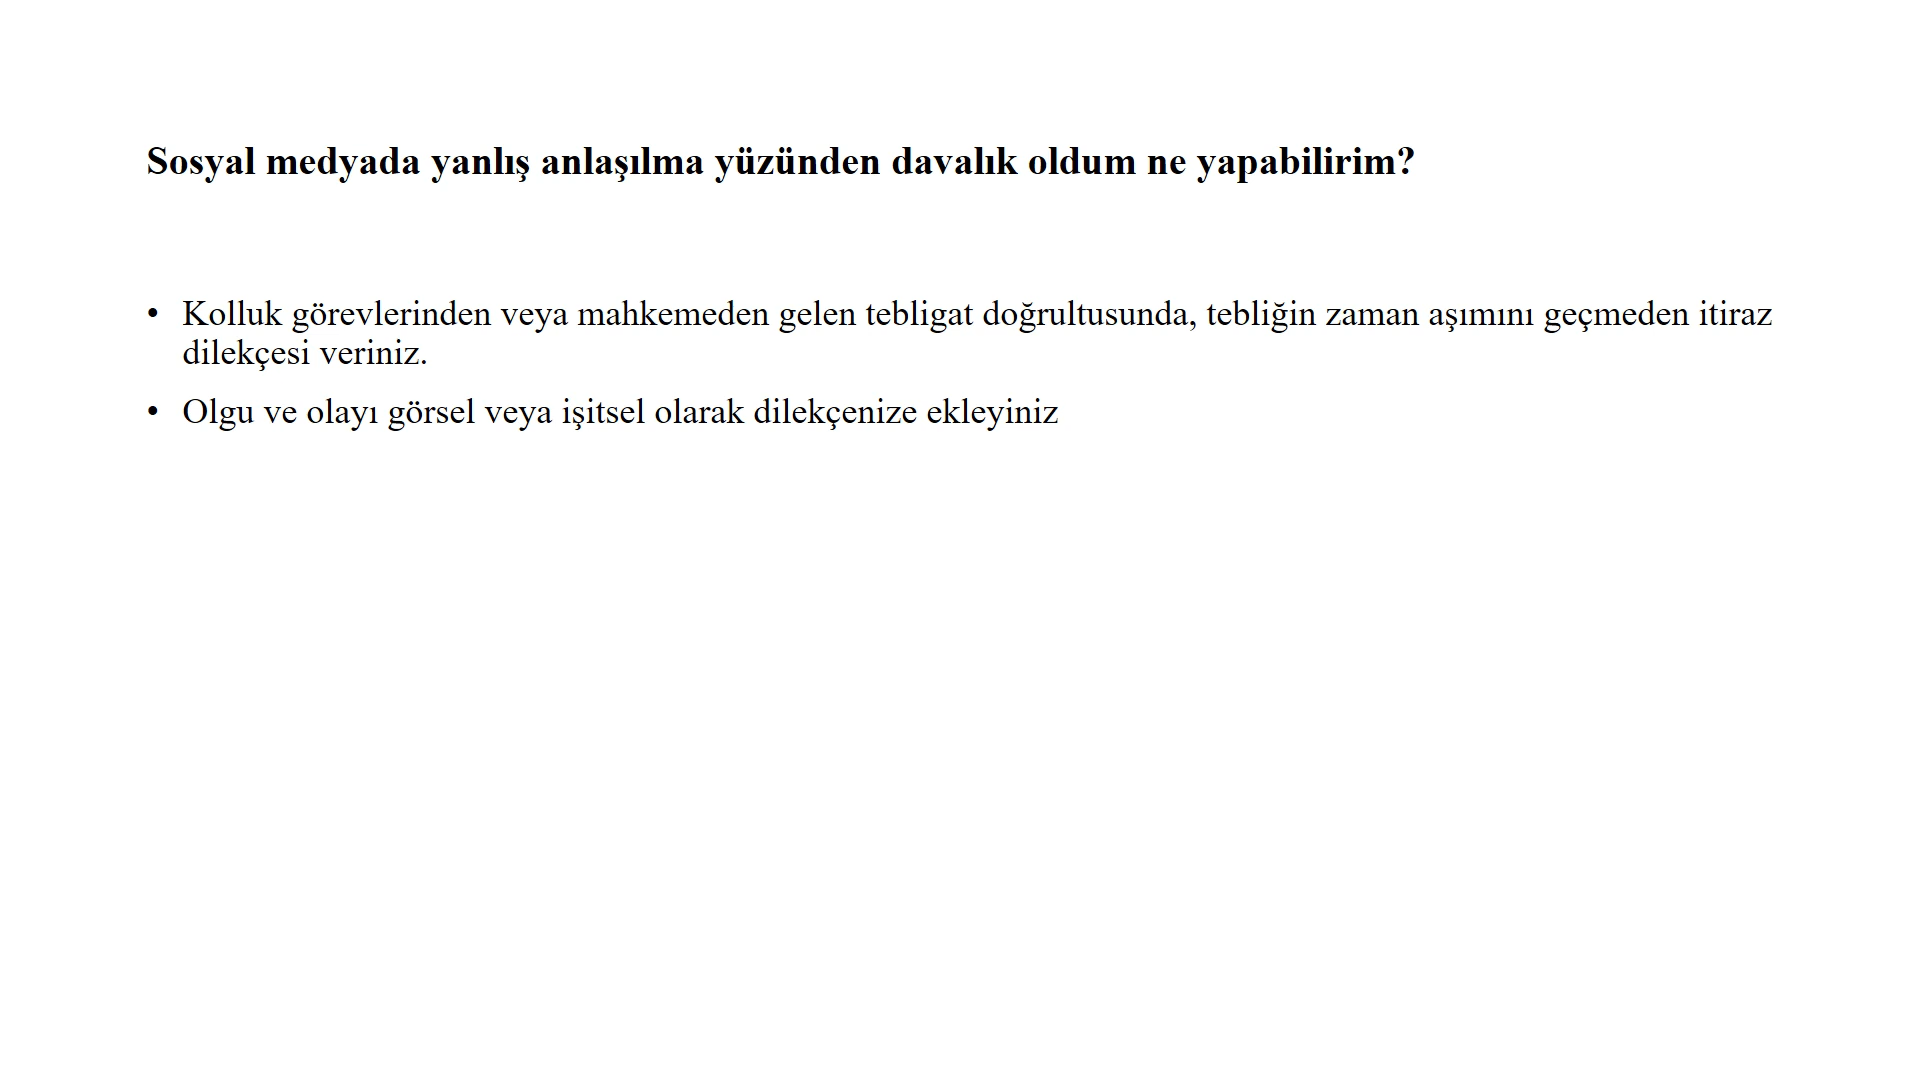 Sosyal medyada yanlış anlaşılma yüzünden davalık oldum ne yapabilirim?
• Kolluk görevlerinden veya mahkemeden gelen tebligat doğrultusunda, tebliğin zaman aşımını geçmeden itiraz
dilekçesi veriniz.
• Olgu ve olayı görsel veya işitsel olarak dilekçenize ekleyiniz